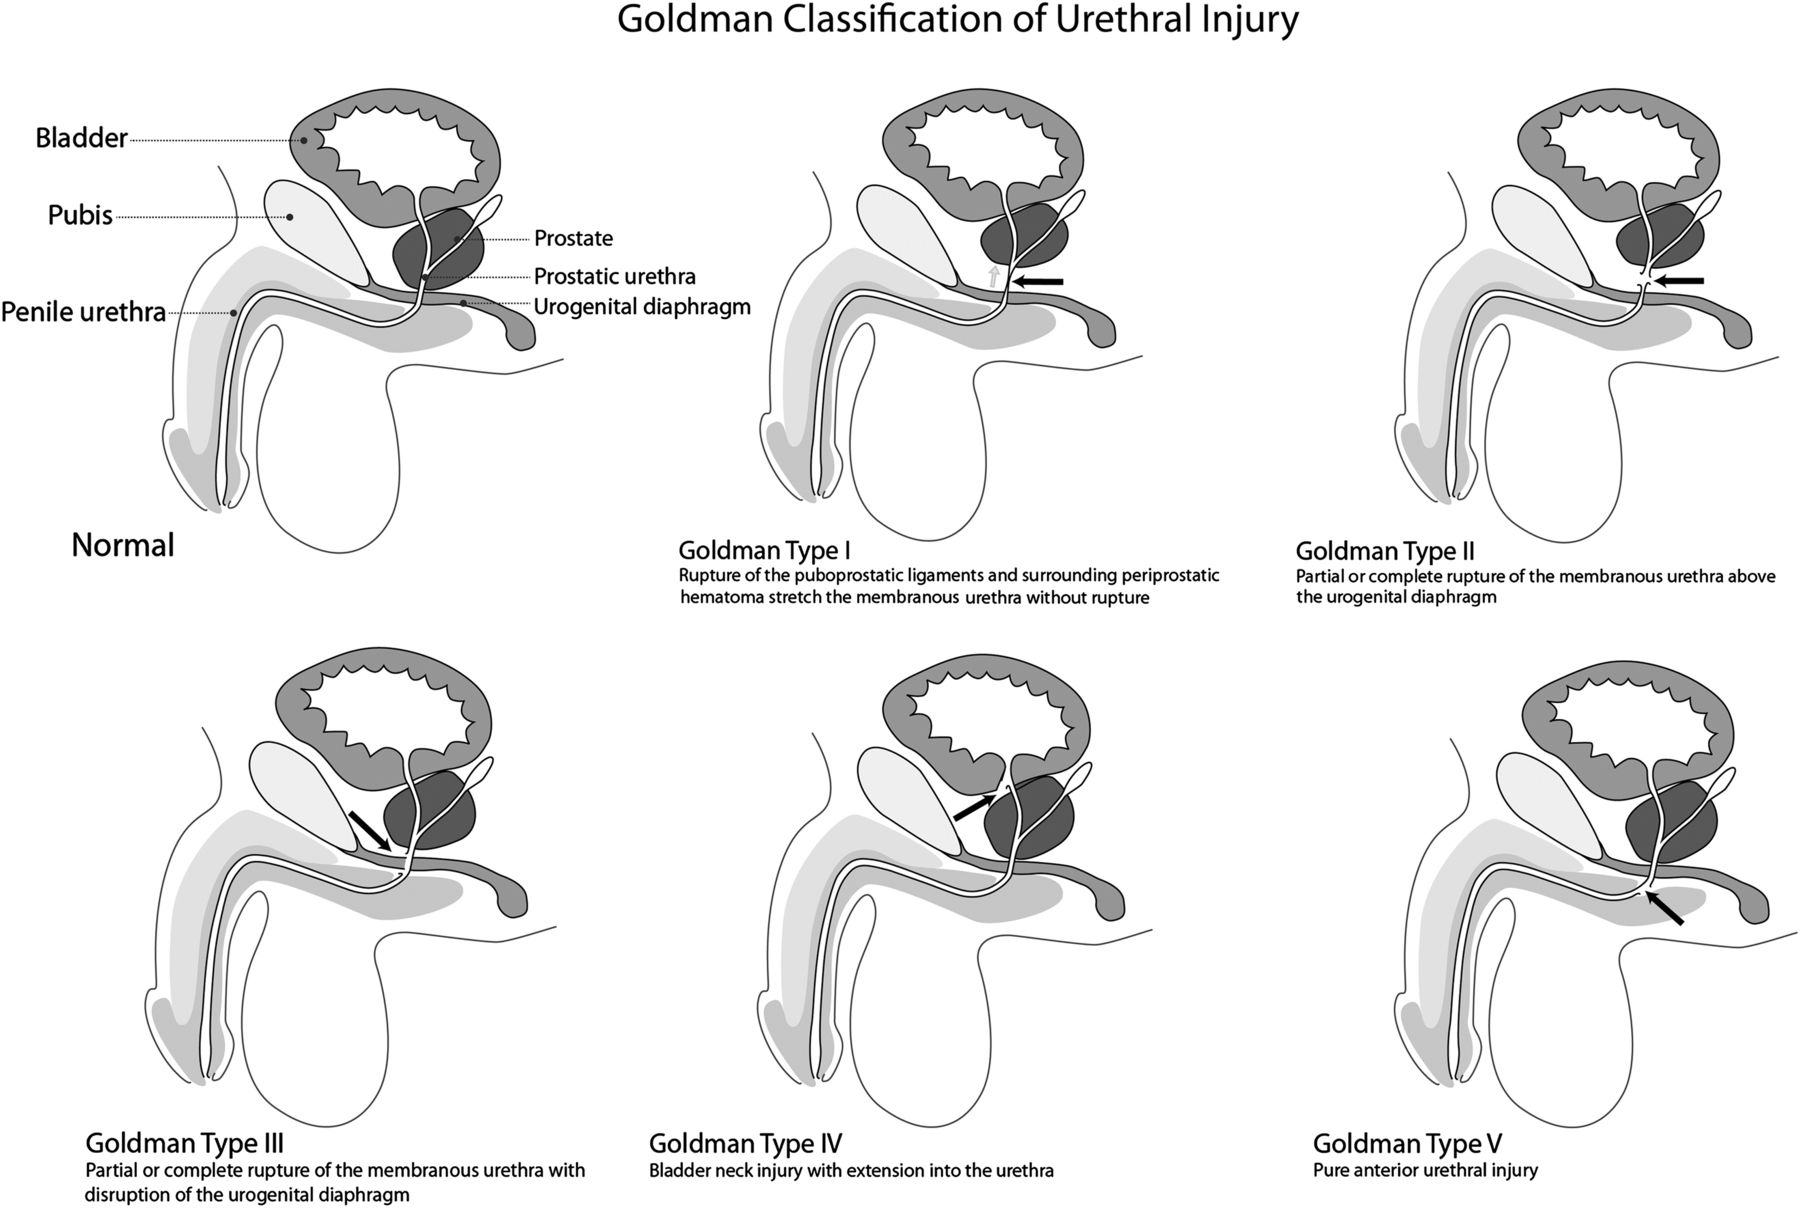 Goldman Classification of Urethral Injury
Bladder
Pubis
Penile urethra
Prostate
Prostatic urethra
Urogenital diaphragm
Normal
Goldman Type I
Rupture of the puboprostatic ligaments and surrounding periprostatic
hematoma stretch the membranous urethra without rupture
Goldman Type II
Partial or complete rupture of the membranous urethra above
the urogenital diaphragm
Goldman Type III
Partial or complete rupture of the membranous urethra with
disruption of the urogenital diaphragm
Goldman Type IV
Bladder neck injury with extension into the urethra
Goldman Type V
Pure anterior urethral injury